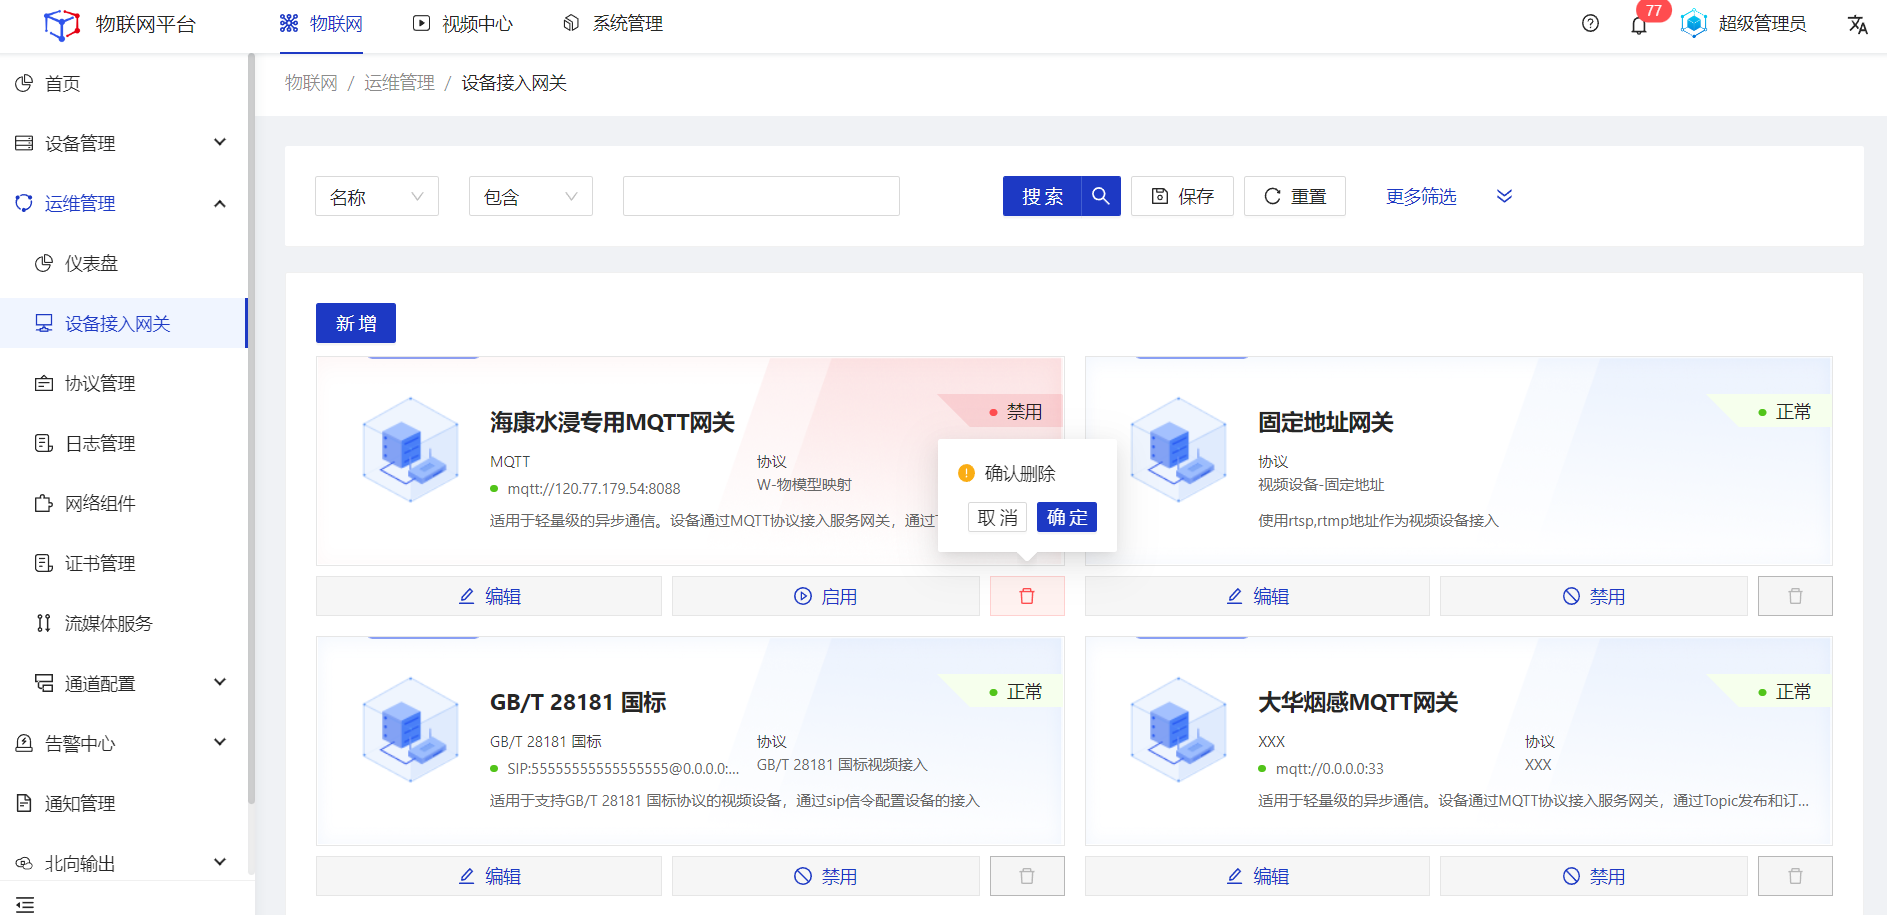 物联网平台
物联网
视频中心
系统管理
77
超级管理员
首页
设备管理
运维管理
仪表盘
设备接入网关
协议管理
日志管理
网络组件
证书管理
流媒体服务
通道配置
告警中心
通知管理
北向输出
物联网 / 运维管理 / 设备接入网关
名称
包含
搜索
保存
重置
更多筛选
新增
海康水浸专用MQTT网关
禁用
MQTT
mqtt://120.77.179.54:8088
协议
W-物模型映射
适用于轻量级的异步通信。设备通过MQTT协议接入服务网关，通过
确认删除
取消
确定
编辑
启用
固定地址网关
正常
协议
视频设备-固定地址
使用rtsp,rtmp地址作为视频设备接入
编辑
禁用
GB/T 28181 国标
正常
GB/T 28181 国标
SIP:55555555555555555@0.0.0.0:...
协议
GB/T 28181 国标视频接入
适用于支持GB/T 28181 国标协议的视频设备，通过sip信令配置设备的接入
编辑
禁用
大华烟感MQTT网关
正常
XXX
mqtt://0.0.0.0:33
协议
XXX
适用于轻量级的异步通信。设备通过MQTT协议接入服务网关，通过Topic发布和订...
编辑
禁用